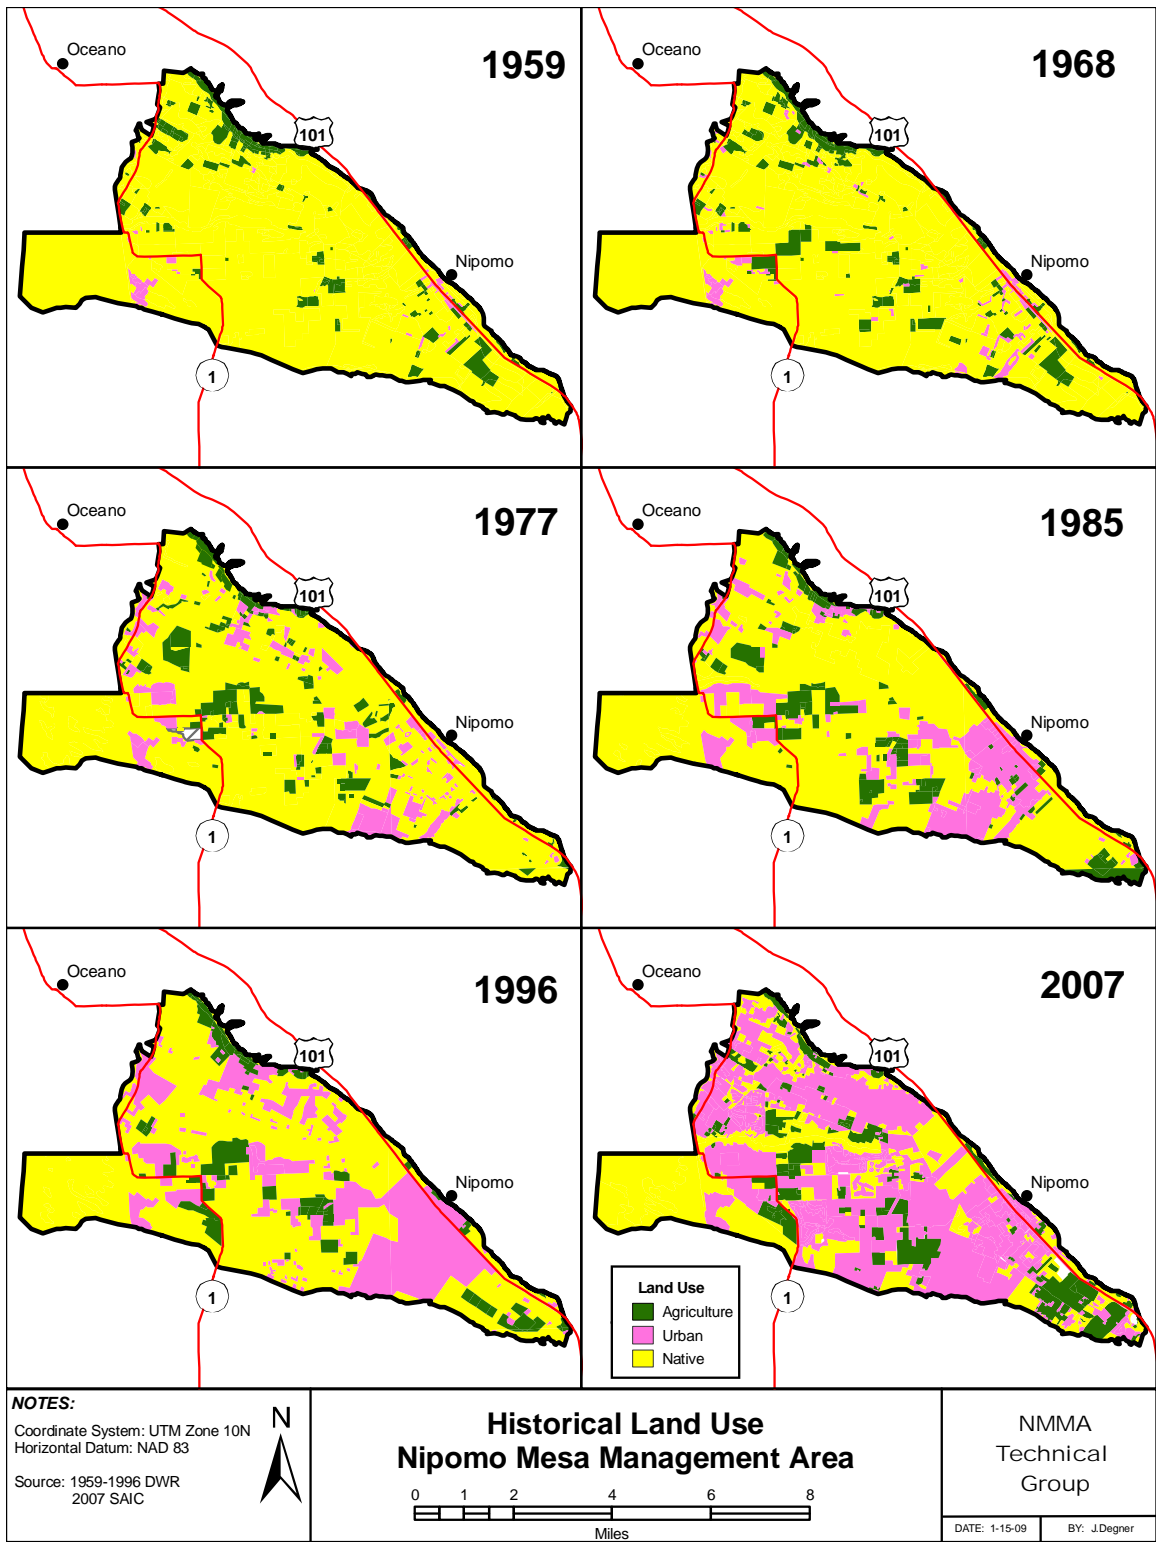 Oceano
1959
101
Nipomo
1
Oceano
1968
101
Nipomo
1
Oceano
1977
101
Nipomo
1
Oceano
1985
101
Nipomo
1
Oceano
1996
101
Nipomo
1
Oceano
2007
101
Nipomo
1
Land Use
Agriculture
Urban
Native
NOTES:
Coordinate System: UTM Zone 10N
Horizontal Datum: NAD 83
Source: 1959-1996 DWR
2007 SAIC
N
Historical Land Use
Nipomo Mesa Management Area
0 1 2 4 6 8
Miles
NMMA
Technical
Group
DATE: 1-15-09
BY: J.Degner